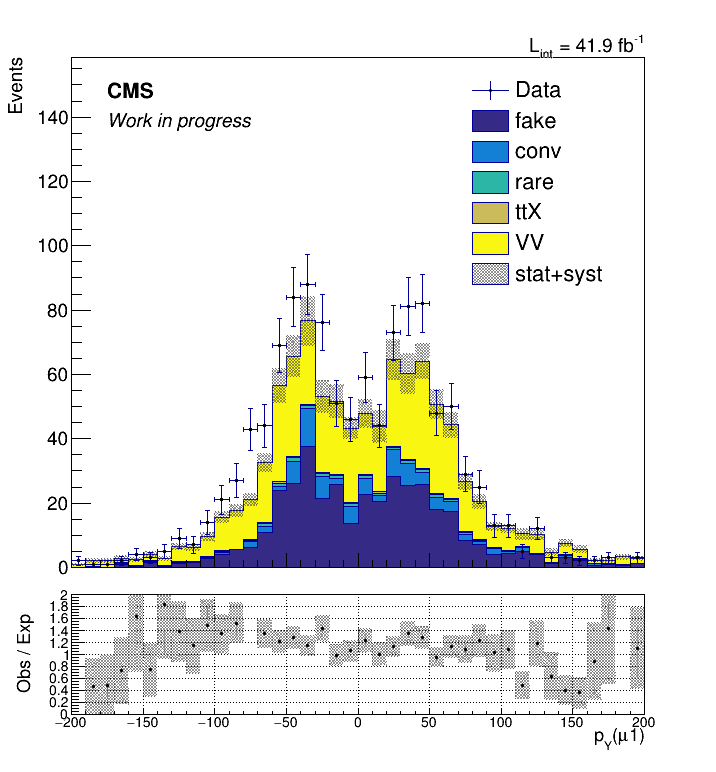 L_int = 41.9 fb^-1
Events
CMS
Work in progress
Data
fake
conv
rare
ttX
VV
stat+syst
140
120
100
80
60
40
20
0
Obs / Exp
2
1.8
1.6
1.4
1.2
1
0.8
0.6
0.4
0.2
0
−200 −150 −100 −50 0 50 100 150 200
p_Y(μ1)